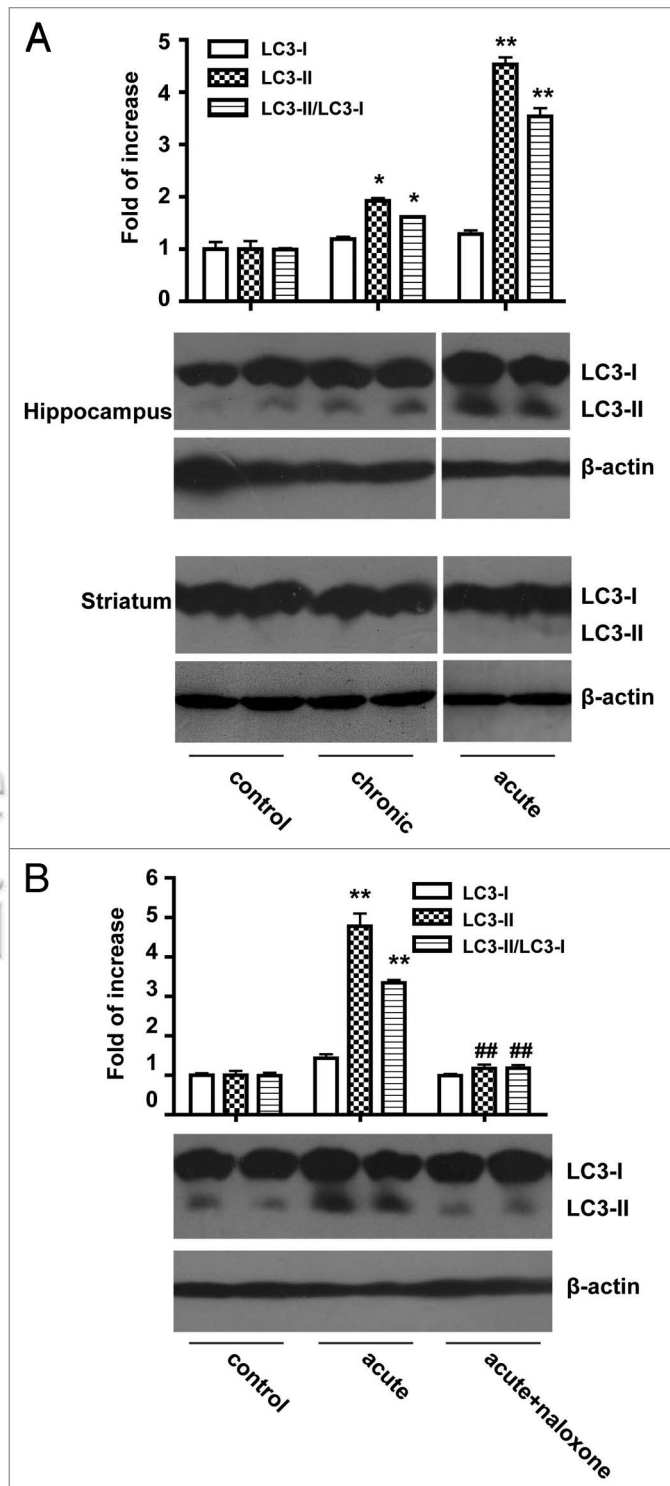 A
Fold of increase
5
4
3
2
1
0
LC3-I
LC3-II
LC3-II/LC3-I
*
*
**
**
Hippocampus
LC3-I
LC3-II
β-actin
Striatum
LC3-I
LC3-II
β-actin
control
chronic
acute
B
Fold of increase
6
5
4
3
2
1
0
LC3-I
LC3-II
LC3-II/LC3-I
**
**
##
##
LC3-I
LC3-II
β-actin
control
acute
acute+naloxone